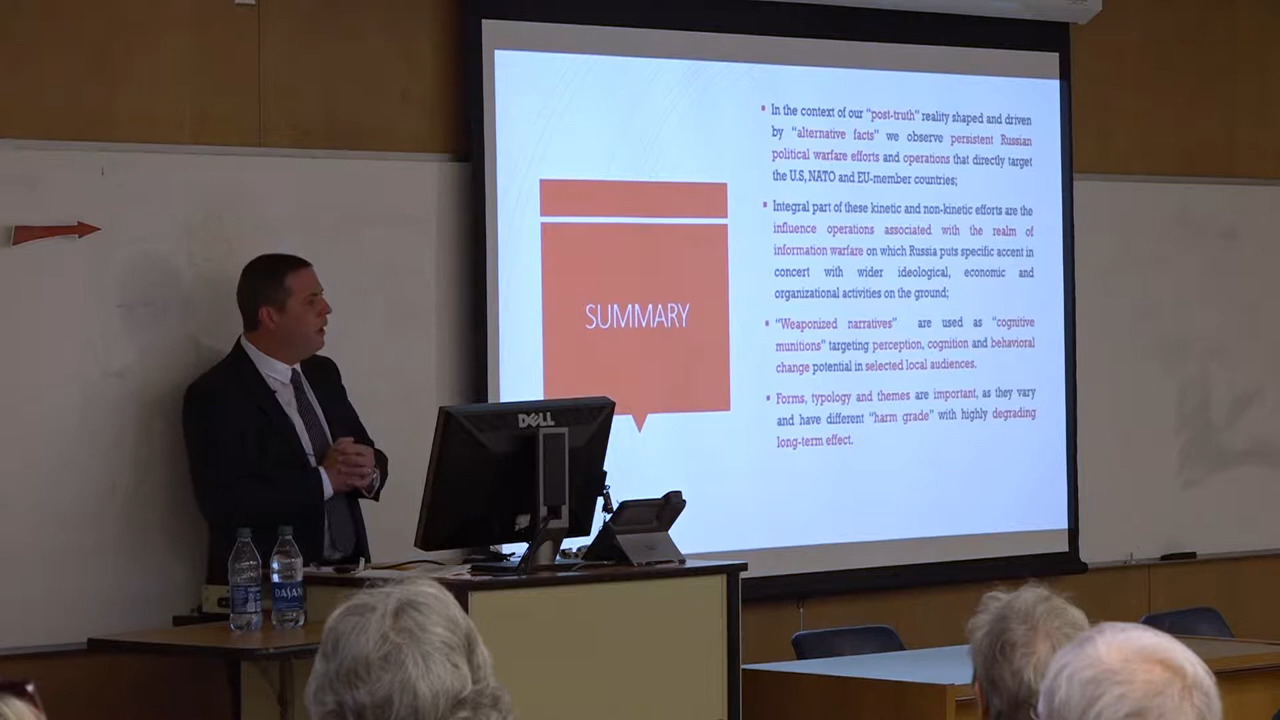 In the context of our "post-truth" reality shaped and driven
by "alternative facts" we observe persistent Russian
political warfare efforts and operations that directly target
the U.S, NATO and EU-member countries;
Integral part of these kinetic and non-kinetic efforts are the
influence operations associated with the realm of
information warfare on which Russia puts specific accent in
concert with wider ideological, economic and
organizational activities on the ground;
SUMMARY
"Weaponized narratives" are used as "cognitive
munitions" targeting perception, cognition and behavioral
change potential in selected local audiences.
Forms, typology and themes are important, as they vary
and have different "harm grade" with highly degrading
long-term effect.
DELL
DASANI